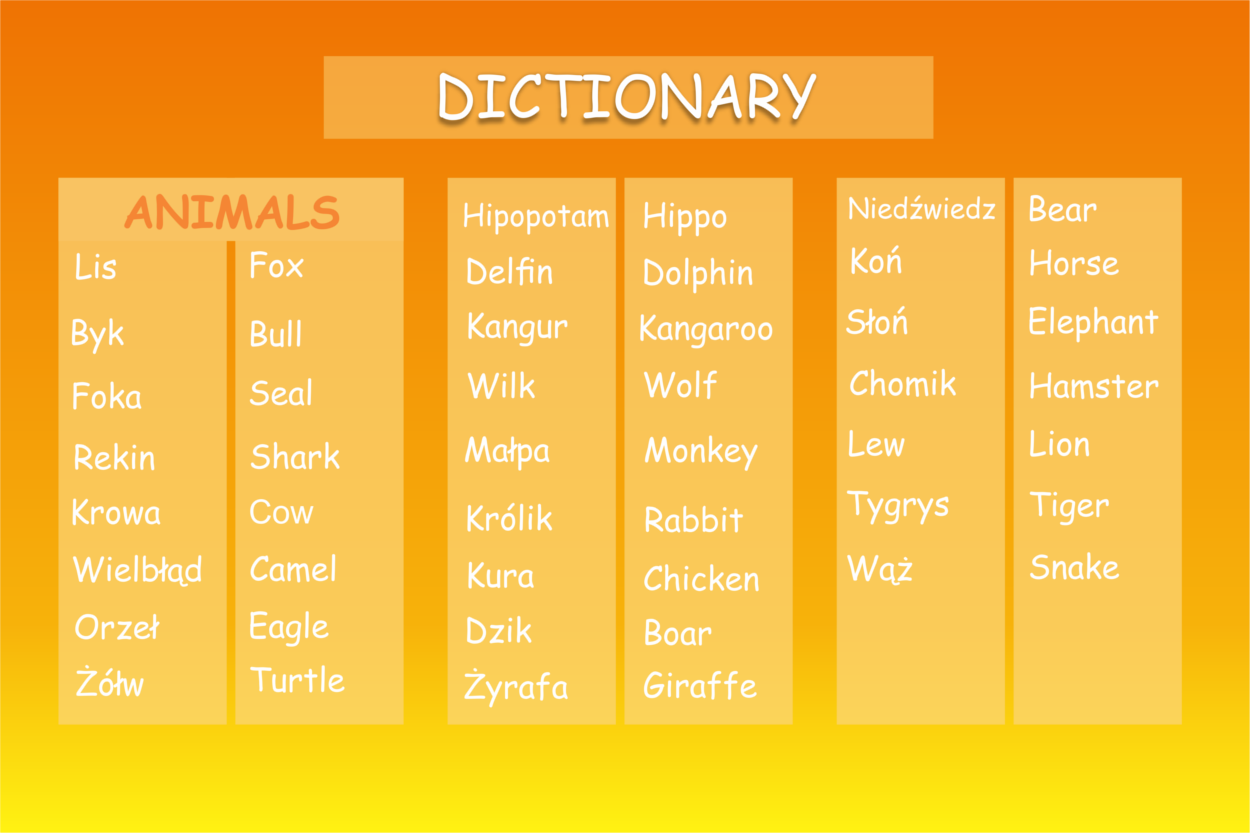 DICTIONARY
ANIMALS
Lis Fox
Byk Bull
Foka Seal
Rekin Shark
Krowa Cow
Wielbłąd Camel
Orzeł Eagle
Żółw Turtle
Hipopotam Hippo
Delfin Dolphin
Kangur Kangaroo
Wilk Wolf
Małpa Monkey
Królik Rabbit
Kura Chicken
Dzik Boar
Żyrafa Giraffe
Niedźwiedz Bear
Koń Horse
Słoń Elephant
Chomik Hamster
Lew Lion
Tygrys Tiger
Wąż Snake